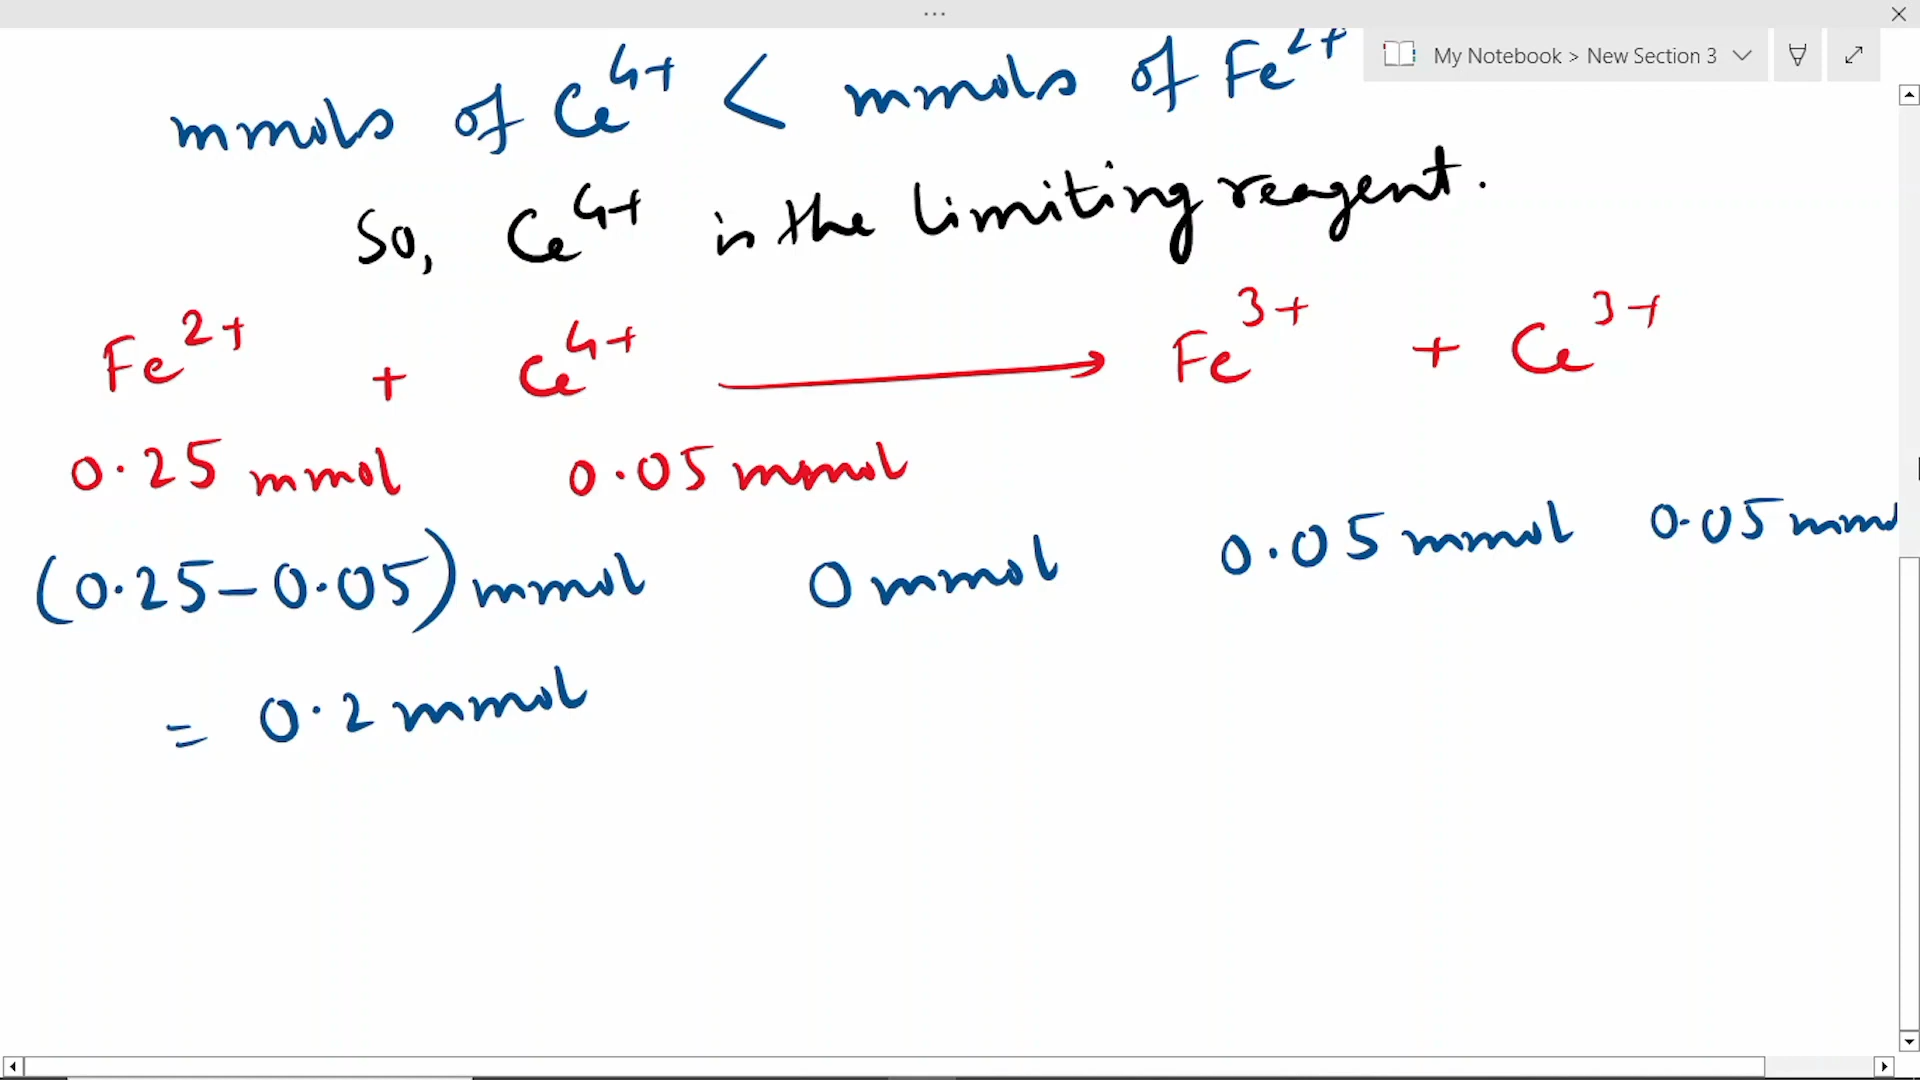 ...
My Notebook > New Section 3
mmols of Ce⁴⁺ < mmols of Fe²⁺
So, Ce⁴⁺ is the limiting reagent.
Fe²⁺ + Ce⁴⁺ ⟶ Fe³⁺ + Ce³⁺
0.25 mmol 0.05 mmol
(0.25-0.05) mmol 0 mmol 0.05 mmol 0.05 mm
= 0.2 mmol